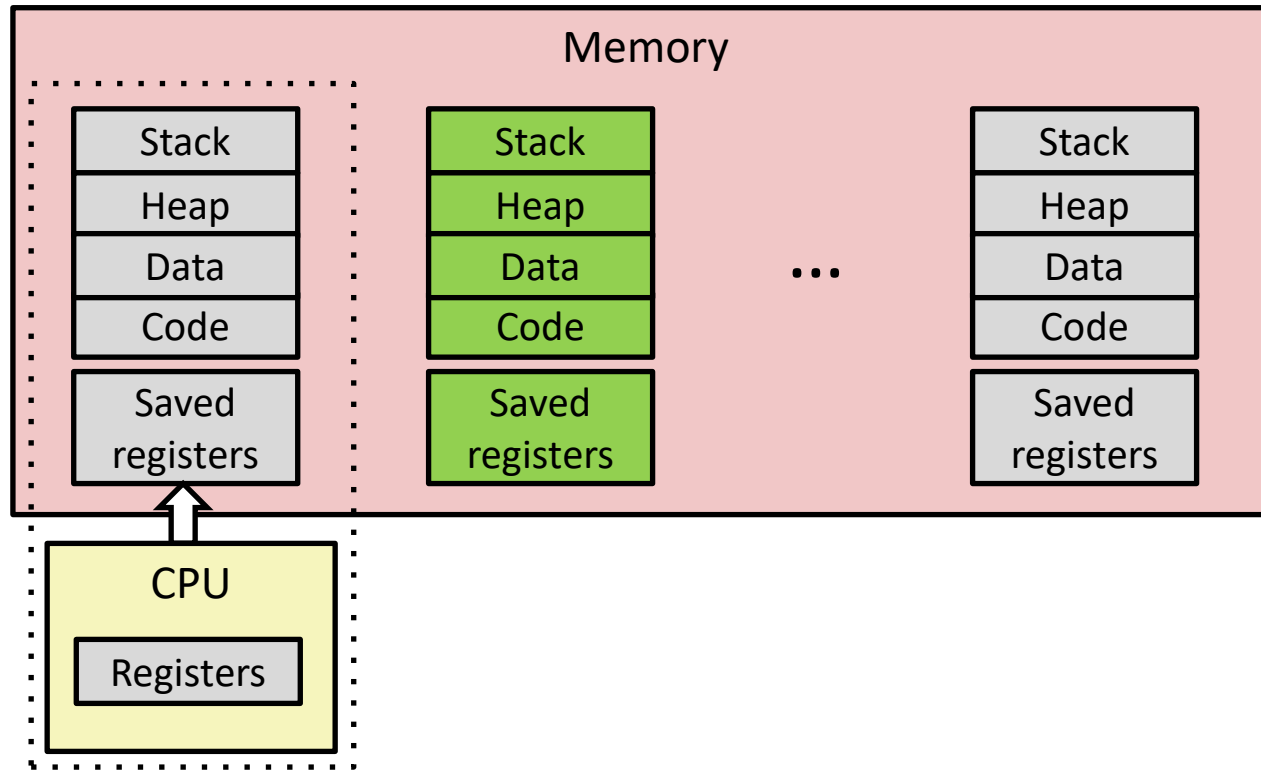 Memory
Stack
Heap
Data
Code
Saved
registers
Stack
Heap
Data
Code
Saved
registers
...
Stack
Heap
Data
Code
Saved
registers
CPU
Registers